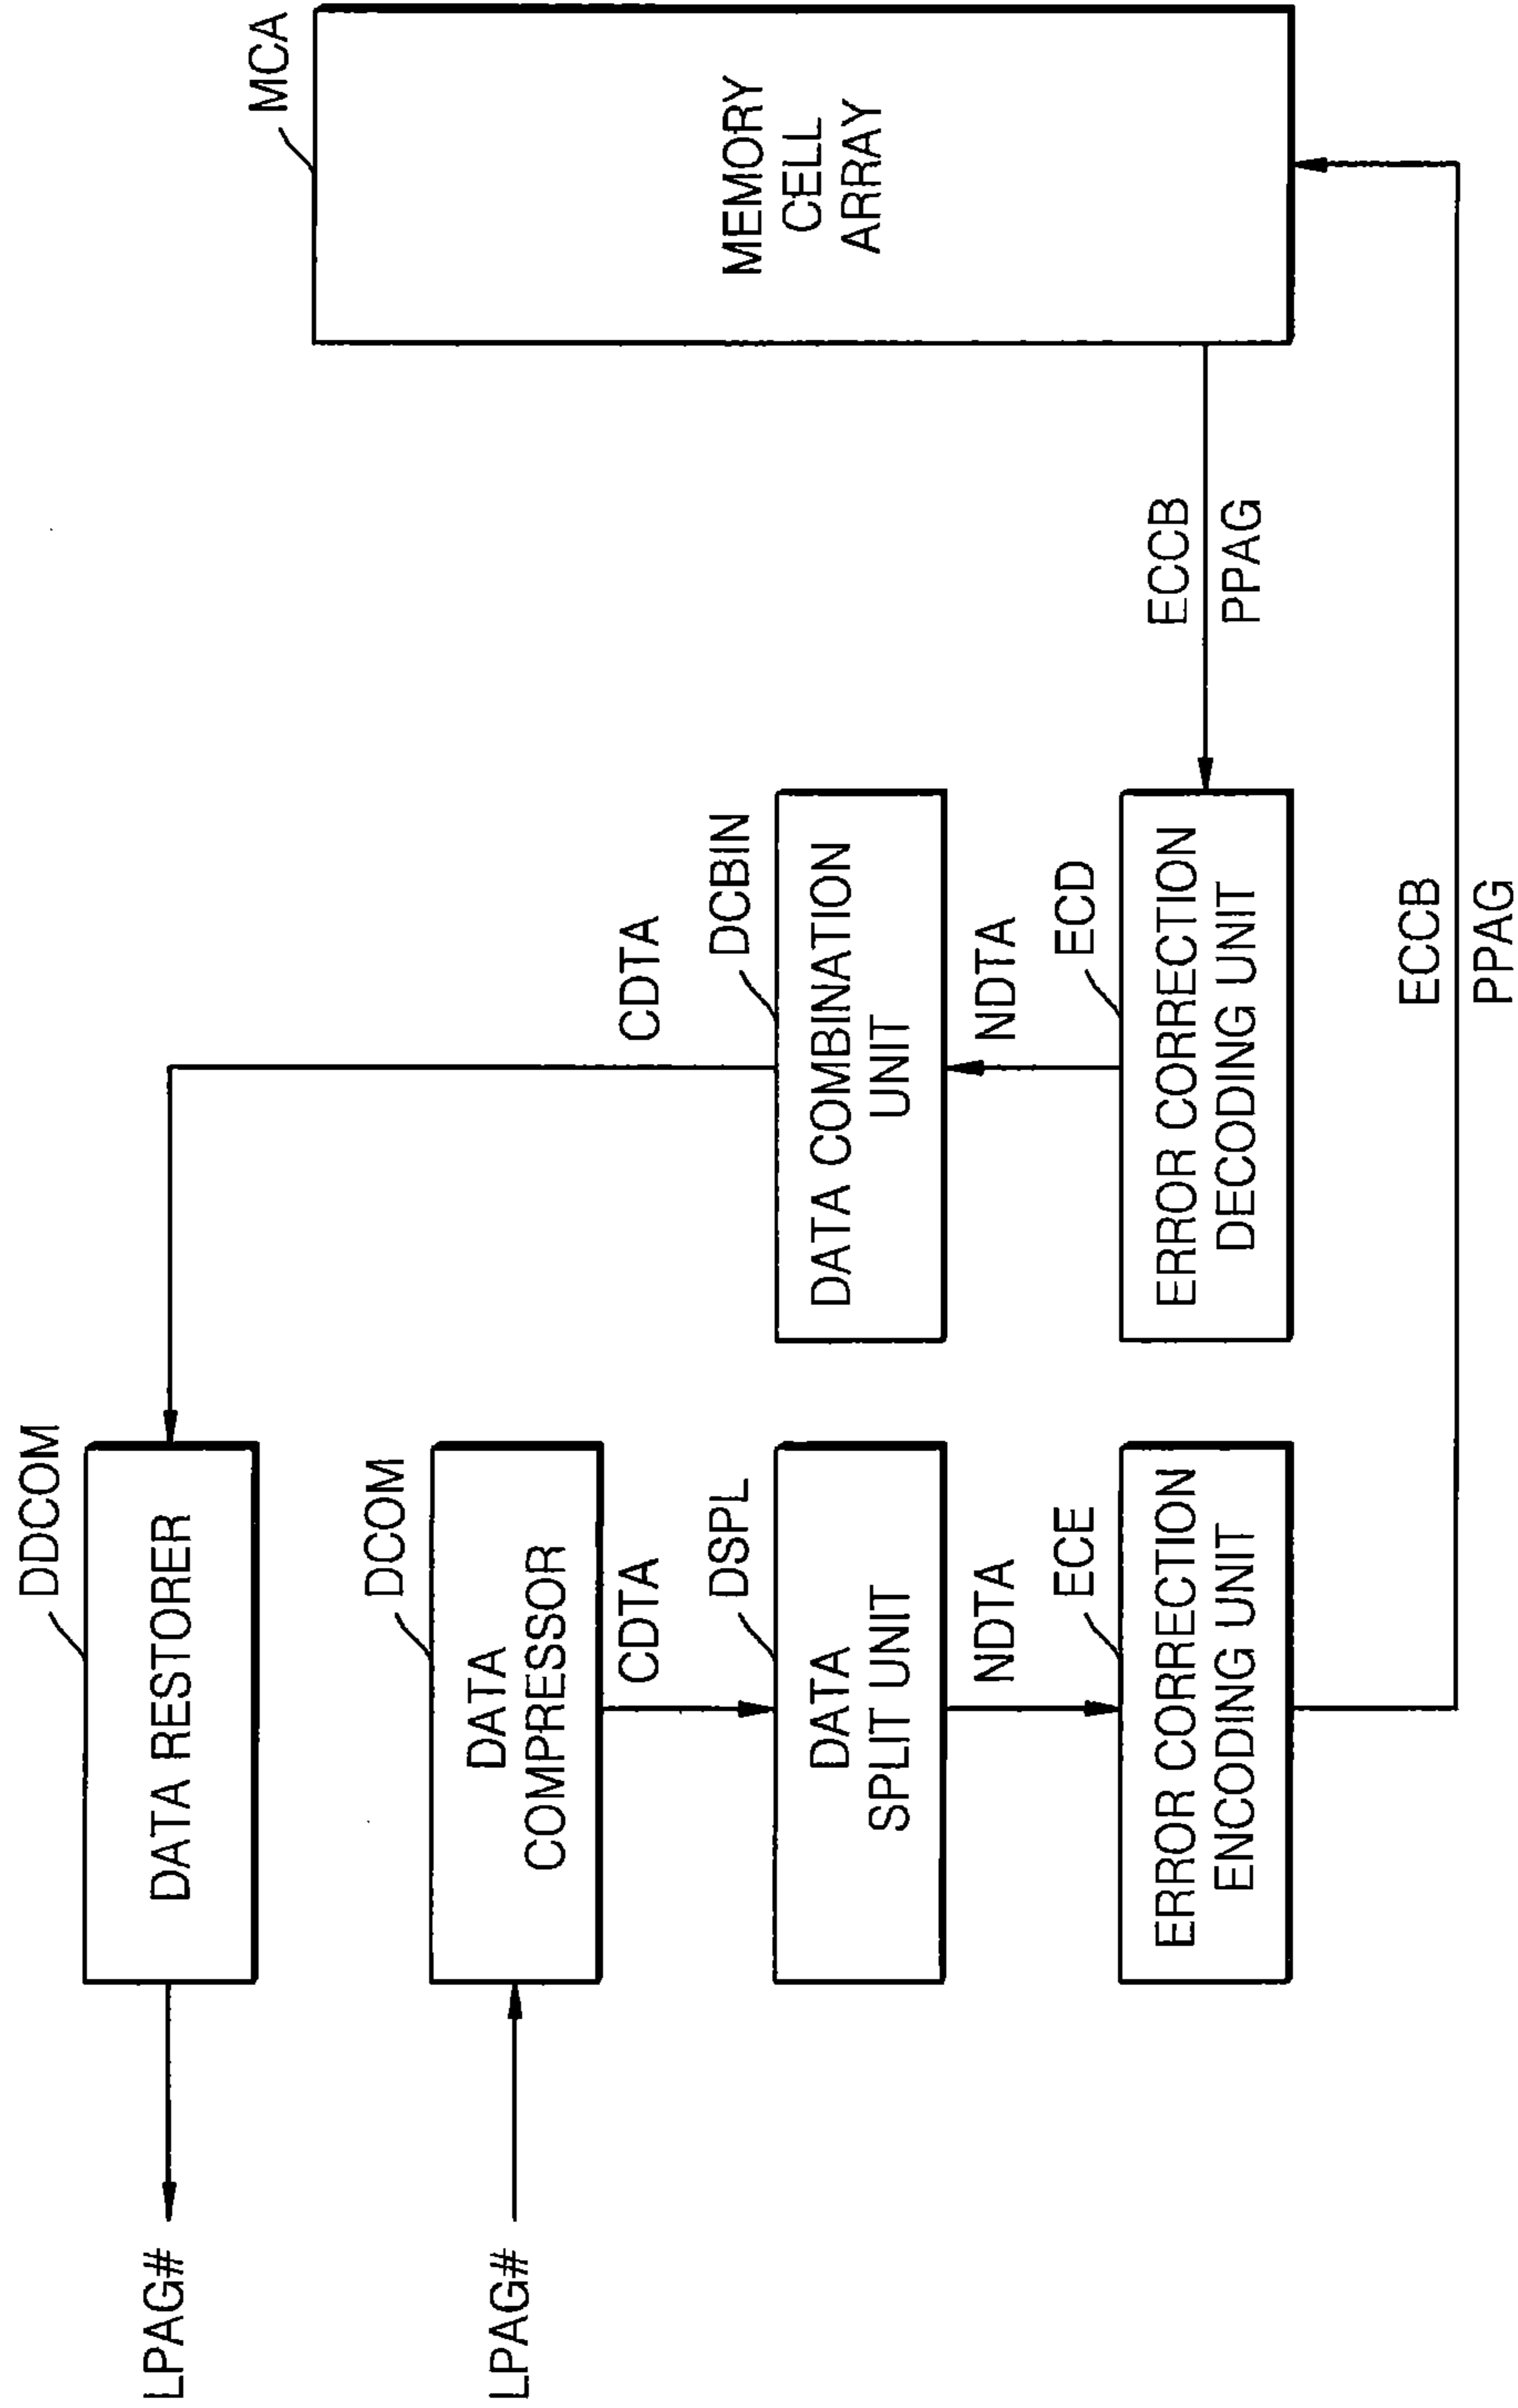 DDCOM
LPAG#
DATA RESTORER
DCOM
LPAG#
DATA
COMPRESSOR
CDTA
CDTA
DSPL
DATA
SPLIT UNIT
DCBIN
DATA COMBINATION
UNIT
NDTA
NDTA
ECE
ERROR CORRECTION
ENCODING UNIT
ECD
ERROR CORRECTION
DECODING UNIT
ECCB
PPAG
MCA
MEMORY
CELL
ARRAY
ECCB
PPAG